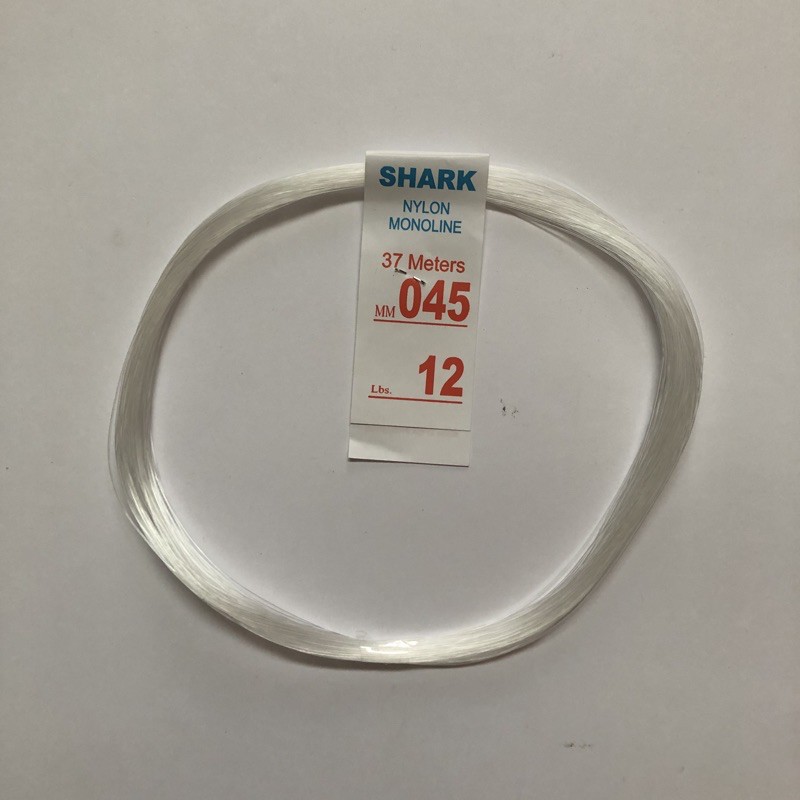 SHARK
NYLON
MONOLINE
37 Meters
MM 045
Lbs. 12